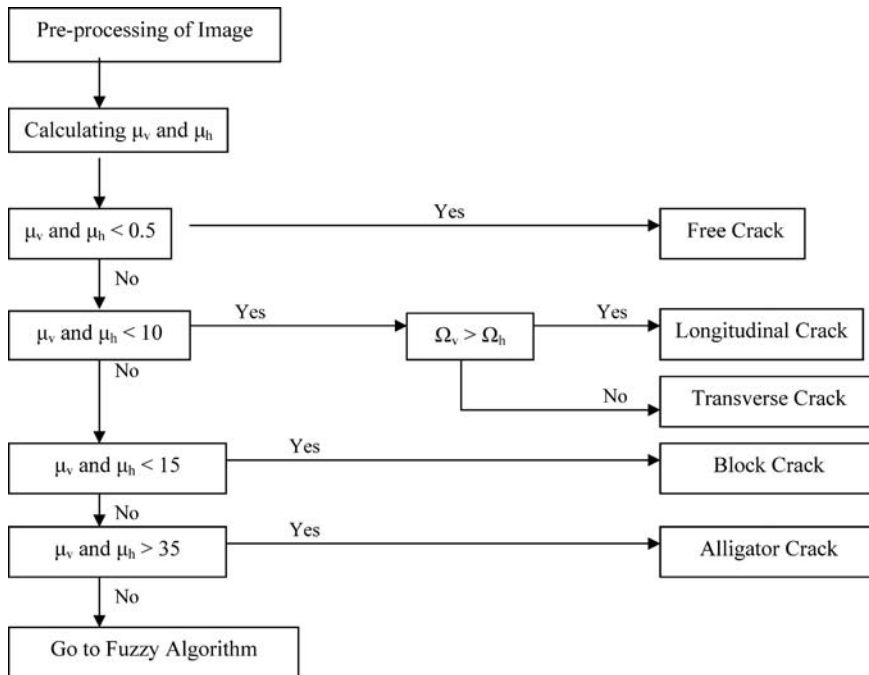 Pre-processing of Image
Calculating μv and μh
μv and μh < 0.5
Yes
Free Crack
No
μv and μh < 10
Yes
Ωv > Ωh
Yes
Longitudinal Crack
No
No
Transverse Crack
μv and μh < 15
Yes
Block Crack
No
μv and μh > 35
Yes
Alligator Crack
No
Go to Fuzzy Algorithm